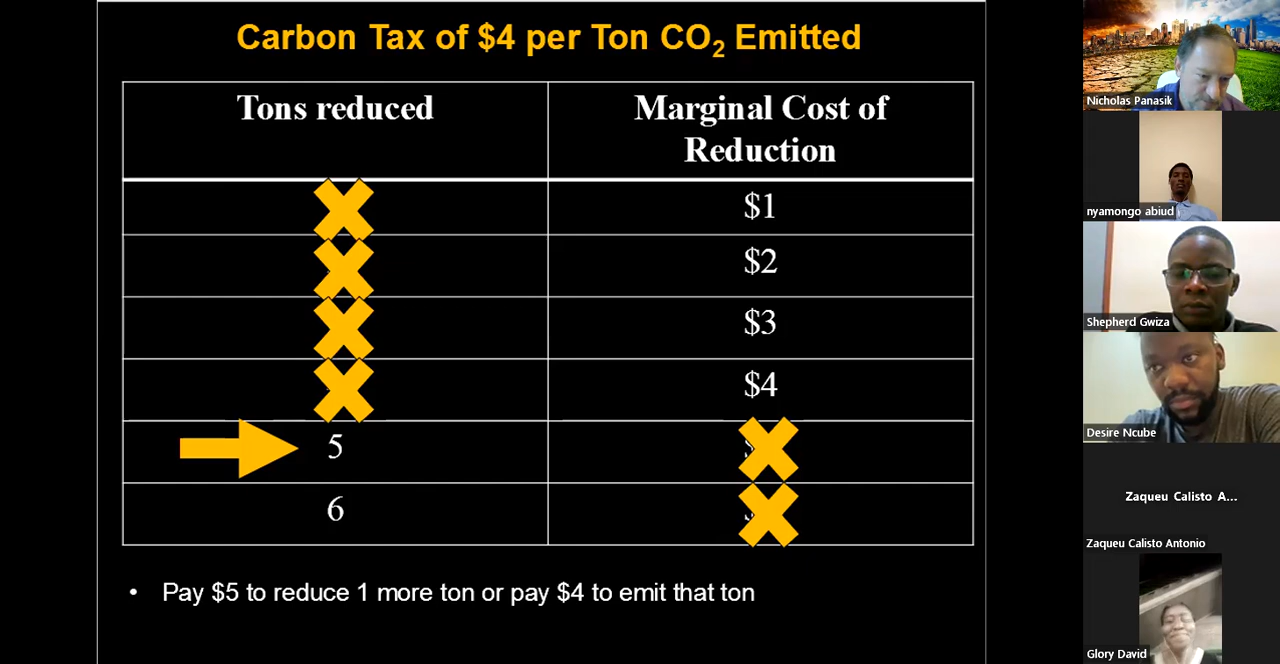 Carbon Tax of $4 per Ton CO₂ Emitted
Tons reduced
Marginal Cost of
Reduction
$1
$2
$3
$4
5
6
• Pay $5 to reduce 1 more ton or pay $4 to emit that ton
Nicholas Panasik
nyamongo abiud
Shepherd Gwiza
Desire Ncube
Zaqueu Calisto A...
Zaqueu Calisto Antonio
Glory David